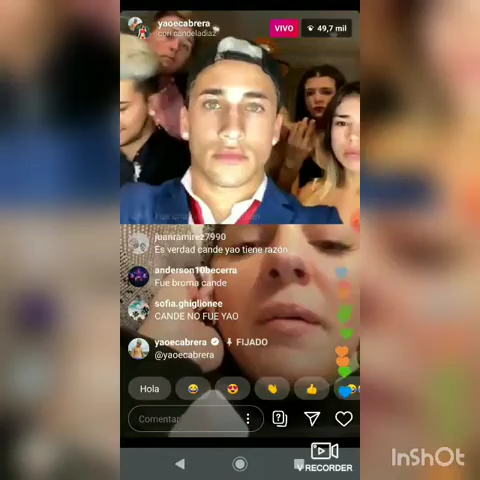 yaoecabrera
con candeladiaz
VIVO
49,7 mil
juanramirez7990
Es verdad cande yao tiene razón
anderson10becerra
Fue broma cande
sofia.ghiglionee
CANDE NO FUE YAO
yaoecabrera
FIJADO
@yaoecabrera
Hola
Comentar
V RECORDER
InShOt